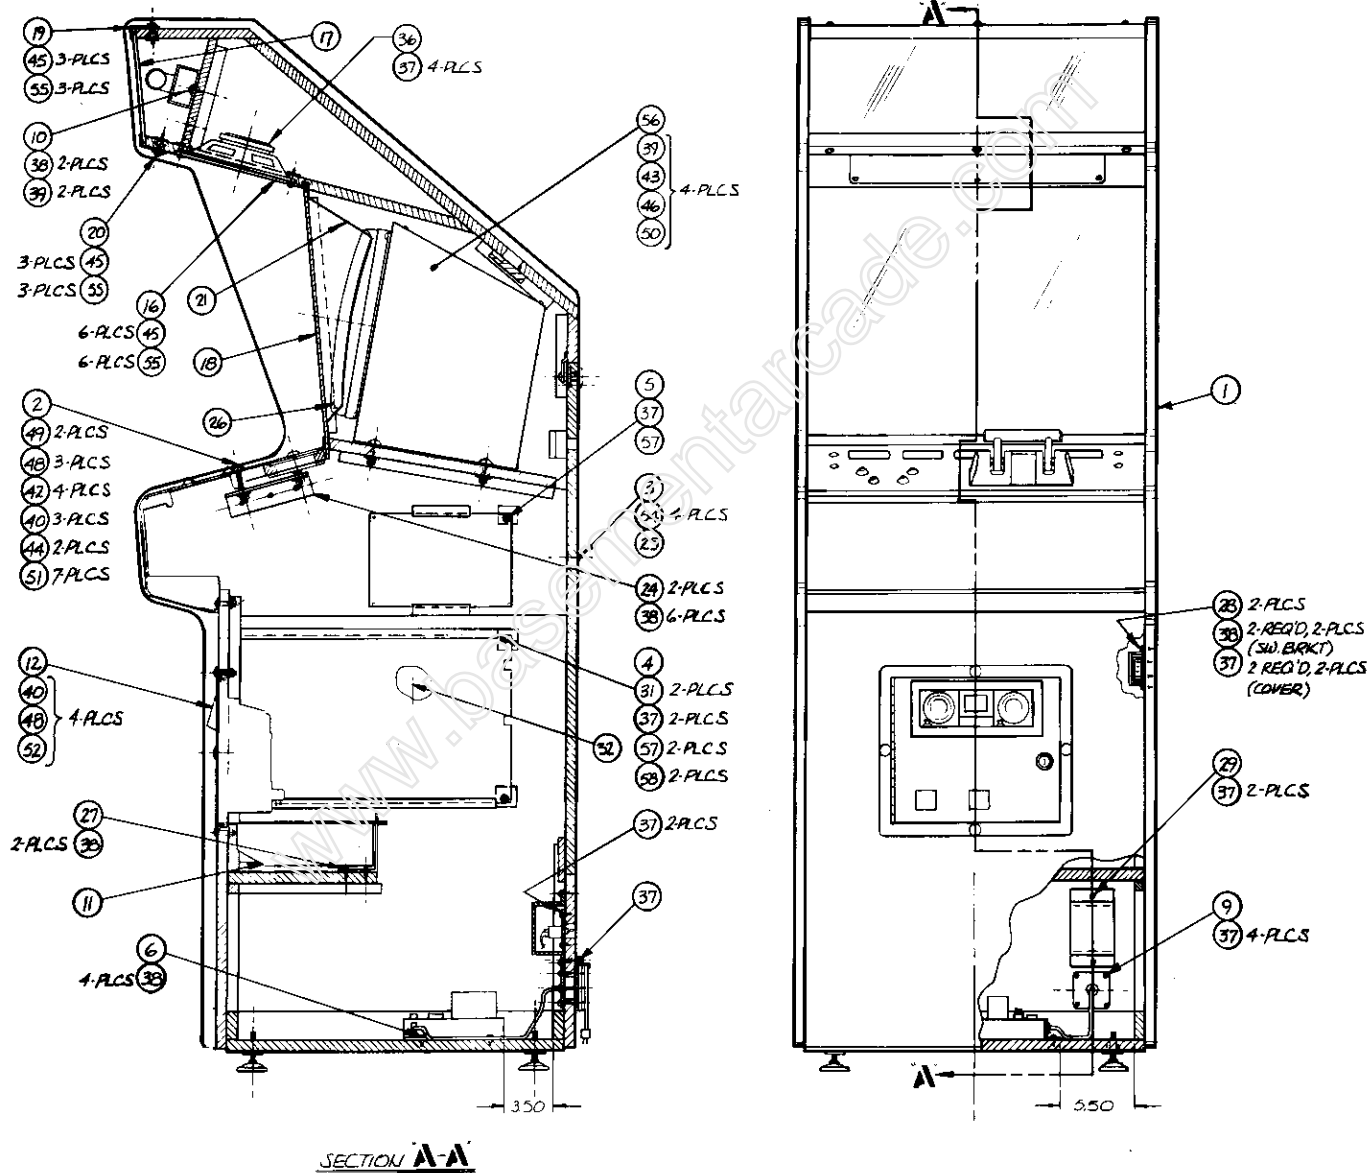 19
45 3-PLCS
55 3-PLCS
10
38 2-PLCS
39 2-PLCS
20
3-PLCS 45
3-PLCS 55
16
6-PLCS 45
6-PLCS 55
17
36
37 4-PLCS
21
18
26
56
39
43
46
50
4-PLCS
2
49 2-PLCS
48 3-PLCS
42 4-PLCS
40 3-PLCS
44 2-PLCS
51 7-PLCS
5
37
57
3
54 4-PLCS
25
24 2-PLCS
38 6-PLCS
12
40
48
52
4-PLCS
4
31 2-PLCS
37 2-PLCS
57 2-PLCS
58 2-PLCS
32
27
2-PLCS 38
11
37 2-PLCS
37
6
4-PLCS 38
3.50
SECTION "A-A"
"A"
1
28 2-PLCS
38 2-REQ'D, 2-PLCS
(SW. BRKT)
37 2 REQ'D, 2-PLCS
(COVER)
29
37 2-PLCS
9
37 4-PLCS
"A"
5.50
www.basementarcade.com